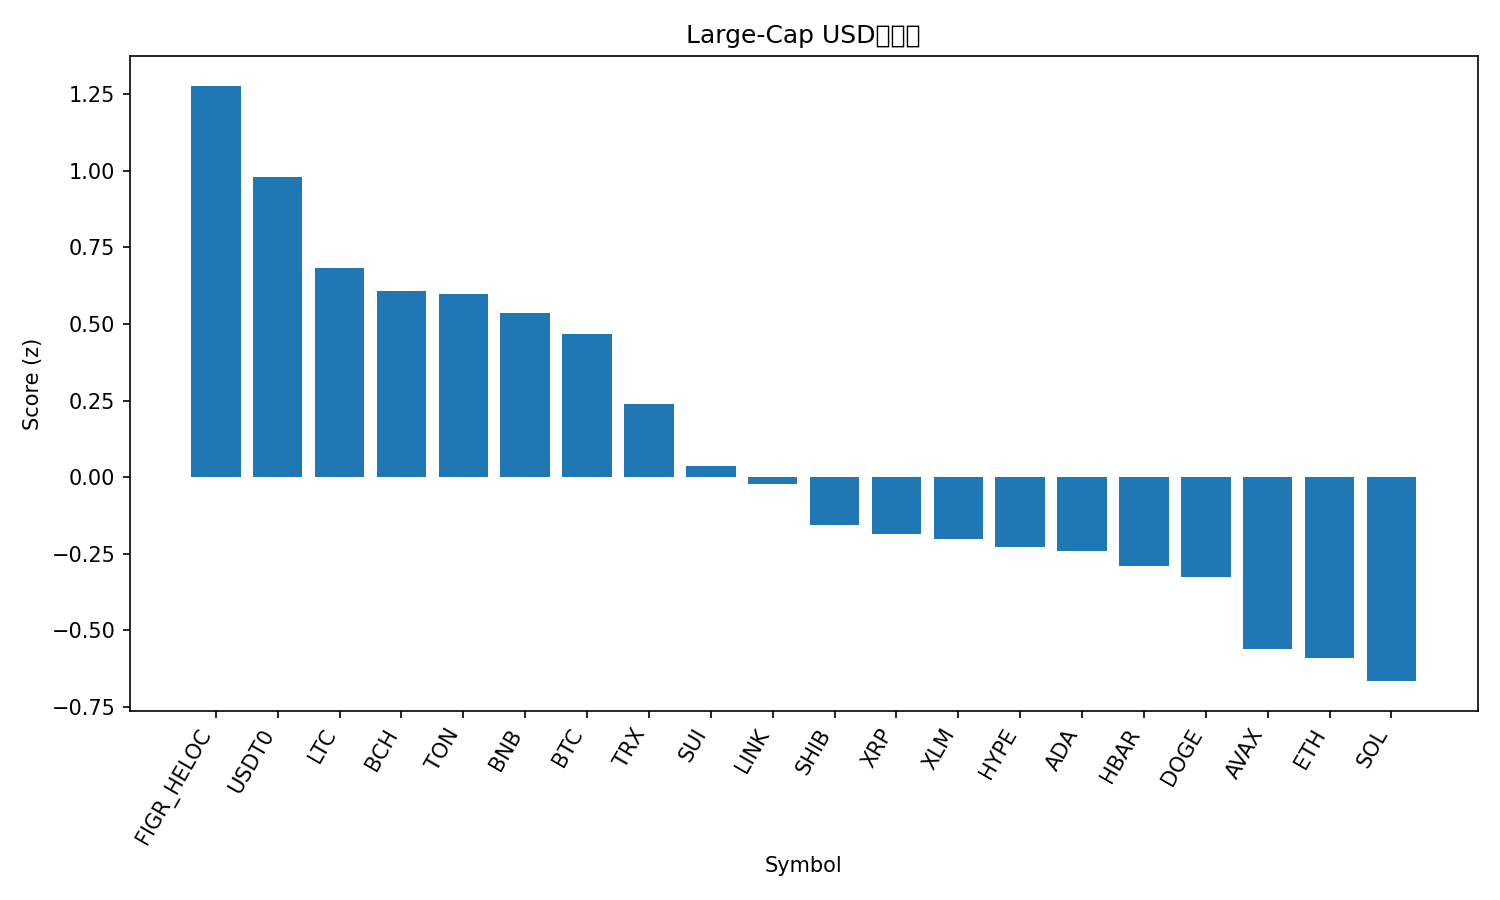 Large-Cap USD
1.25
1.00
0.75
0.50
0.25
0.00
−0.25
−0.50
−0.75
Score (z)
FIGR_HELOC
USDT0
LTC
BCH
TON
BNB
BTC
TRX
SUI
LINK
SHIB
XRP
XLM
HYPE
ADA
HBAR
DOGE
AVAX
ETH
SOL
Symbol